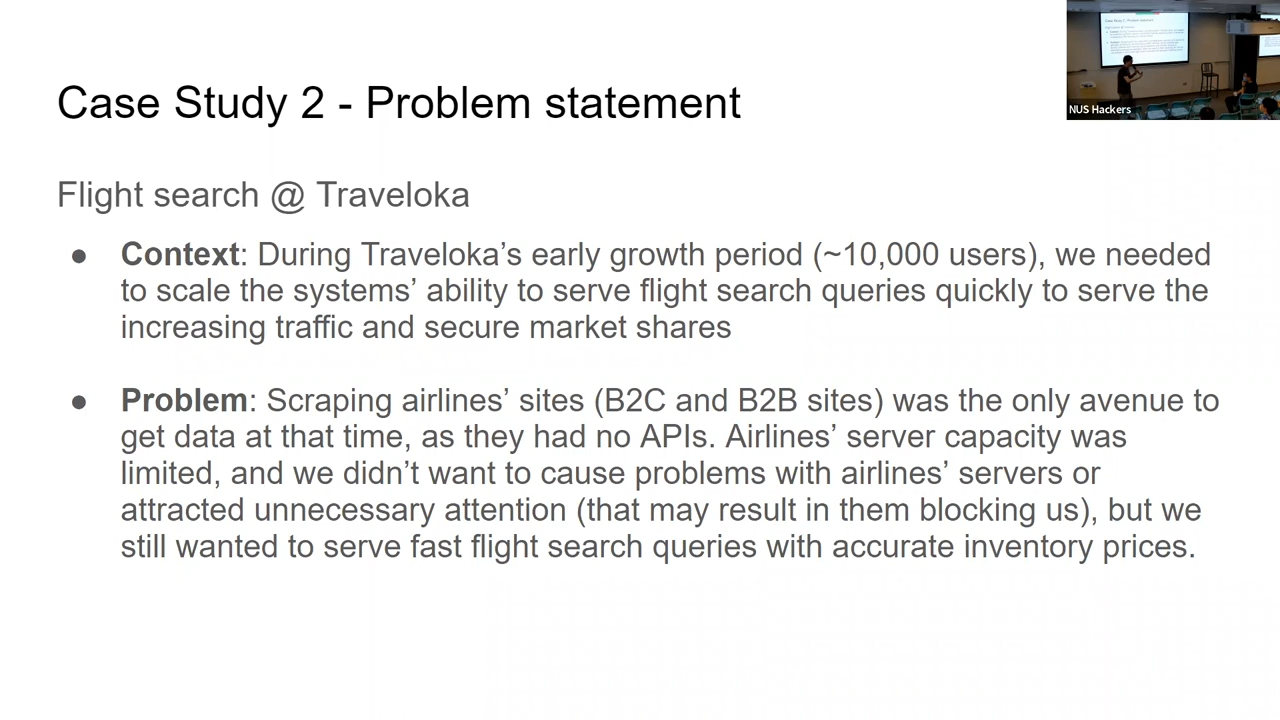 Case Study 2 - Problem statement
NUS Hackers
Flight search @ Traveloka
● Context: During Traveloka's early growth period (~10,000 users), we needed
to scale the systems' ability to serve flight search queries quickly to serve the
increasing traffic and secure market shares
● Problem: Scraping airlines' sites (B2C and B2B sites) was the only avenue to
get data at that time, as they had no APIs. Airlines' server capacity was
limited, and we didn't want to cause problems with airlines' servers or
attracted unnecessary attention (that may result in them blocking us), but we
still wanted to serve fast flight search queries with accurate inventory prices.